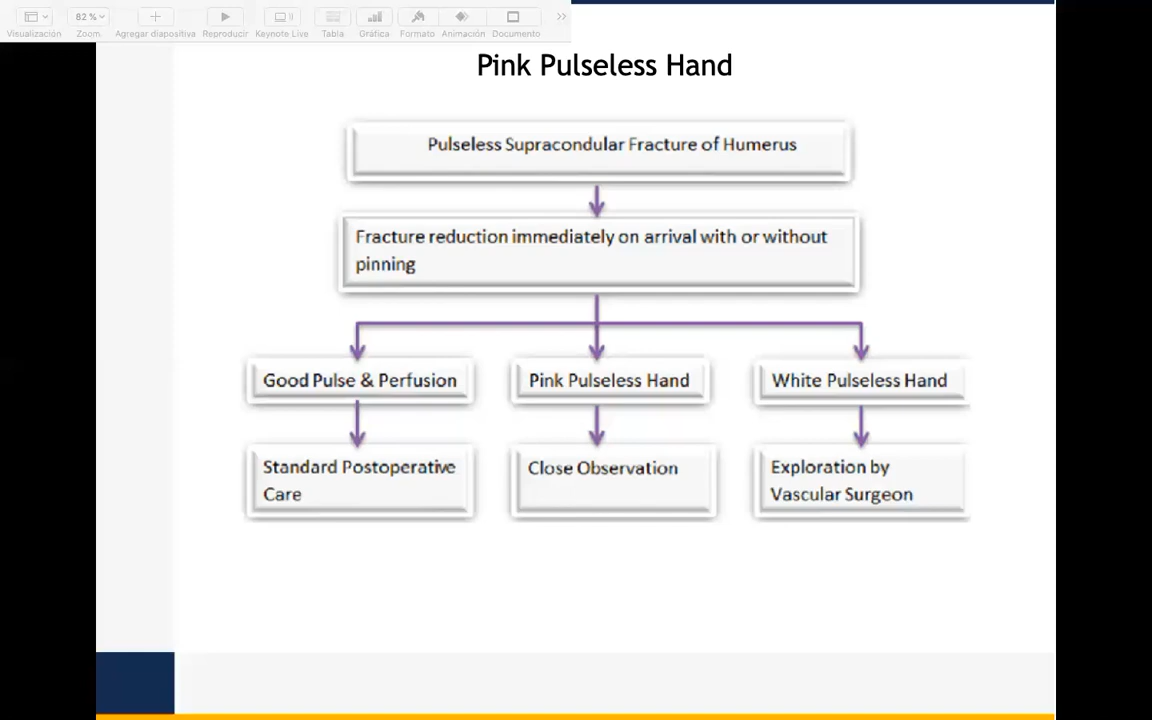 82 %
Visualización Zoom Agregar diapositiva Reproducir Keynote Live Tabla Gráfica Formato Animación Documento
Pink Pulseless Hand
Pulseless Supracondular Fracture of Humerus
Fracture reduction immediately on arrival with or without
pinning
Good Pulse & Perfusion
Pink Pulseless Hand
White Pulseless Hand
Standard Postoperative
Care
Close Observation
Exploration by
Vascular Surgeon